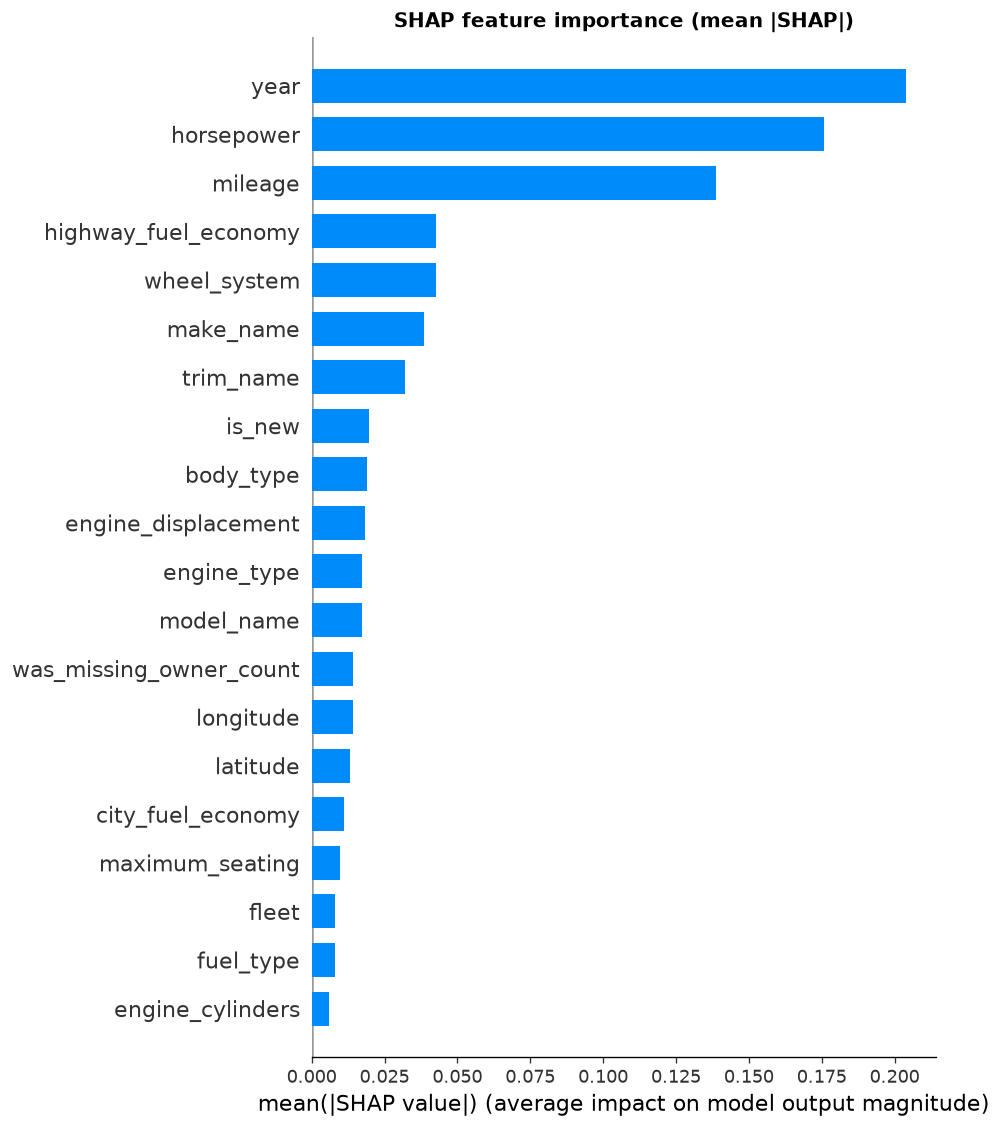 SHAP feature importance (mean |SHAP|)
year
horsepower
mileage
highway_fuel_economy
wheel_system
make_name
trim_name
is_new
body_type
engine_displacement
engine_type
model_name
was_missing_owner_count
longitude
latitude
city_fuel_economy
maximum_seating
fleet
fuel_type
engine_cylinders
0.000 0.025 0.050 0.075 0.100 0.125 0.150 0.175 0.200
mean(|SHAP value|) (average impact on model output magnitude)